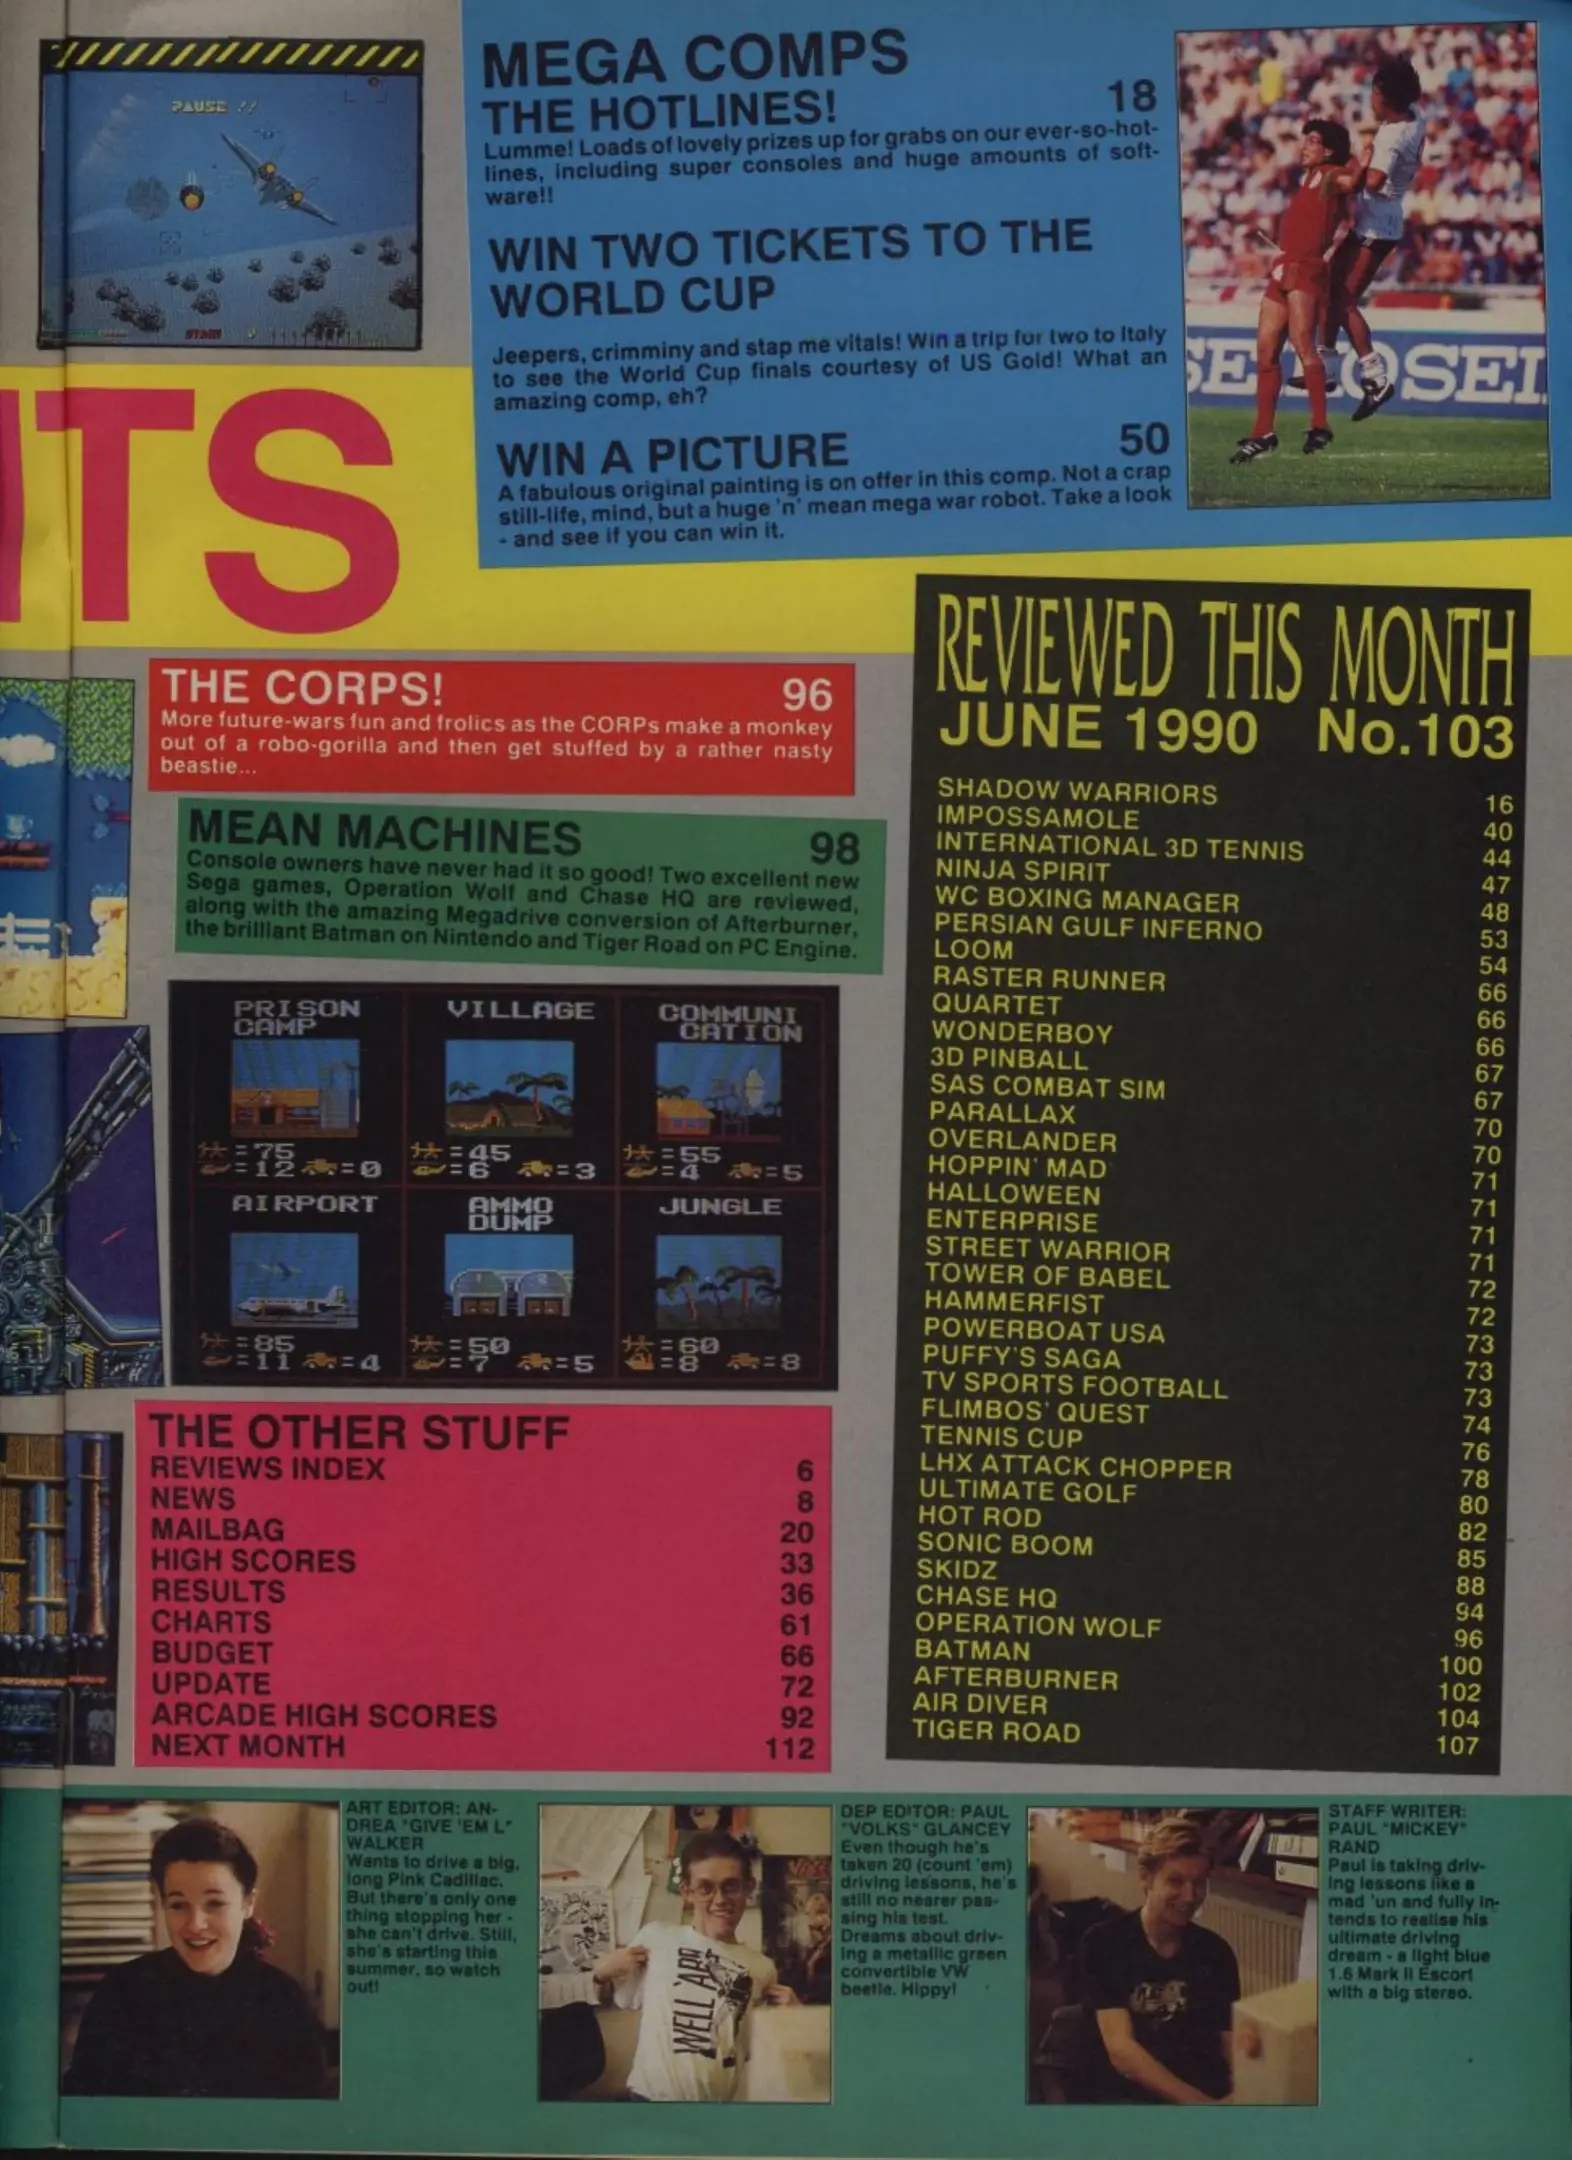 PAUSE //
MEGA COMPS
THE HOTLINES! 18
Lumme! Loads of lovely prizes up for grabs on our ever-so-hot-
lines, including super consoles and huge amounts of soft-
ware!!
WIN TWO TICKETS TO THE
WORLD CUP
Jeepers, crimminy and stap me vitals! Win a trip for two to Italy
to see the World Cup finals courtesy of US Gold! What an
amazing comp, eh?
WIN A PICTURE 50
A fabulous original painting is on offer in this comp. Not a crap
still-life, mind, but a huge 'n' mean mega war robot. Take a look
- and see if you can win it.
ITS
THE CORPS! 96
More future-wars fun and frolics as the CORPs make a monkey
out of a robo-gorilla and then get stuffed by a rather nasty
beastie...
MEAN MACHINES 98
Console owners have never had it so good! Two excellent new
Sega games, Operation Wolf and Chase HQ are reviewed,
along with the amazing Megadrive conversion of Afterburner,
the brilliant Batman on Nintendo and Tiger Road on PC Engine.
PRISON CAMP
=75
=12 =0
VILLAGE
=45
=6 =3
COMMUNI
CATION
=55
=4 =5
AIRPORT
=85
=11 =4
AMMO
DUMP
=50
=7 =5
JUNGLE
=60
=8 =8
THE OTHER STUFF
REVIEWS INDEX 6
NEWS 8
MAILBAG 20
HIGH SCORES 33
RESULTS 36
CHARTS 61
BUDGET 66
UPDATE 72
ARCADE HIGH SCORES 92
NEXT MONTH 112
REVIEWED THIS MONTH
JUNE 1990 No.103
SHADOW WARRIORS 16
IMPOSSAMOLE 40
INTERNATIONAL 3D TENNIS 44
NINJA SPIRIT 47
WC BOXING MANAGER 48
PERSIAN GULF INFERNO 53
LOOM 54
RASTER RUNNER 66
QUARTET 66
WONDERBOY 66
3D PINBALL 67
SAS COMBAT SIM 67
PARALLAX 70
OVERLANDER 70
HOPPIN' MAD 71
HALLOWEEN 71
ENTERPRISE 71
STREET WARRIOR 71
TOWER OF BABEL 72
HAMMERFIST 72
POWERBOAT USA 73
PUFFY'S SAGA 73
TV SPORTS FOOTBALL 73
FLIMBOS' QUEST 74
TENNIS CUP 76
LHX ATTACK CHOPPER 78
ULTIMATE GOLF 80
HOT ROD 82
SONIC BOOM 85
SKIDZ 88
CHASE HQ 94
OPERATION WOLF 96
BATMAN 100
AFTERBURNER 102
AIR DIVER 104
TIGER ROAD 107
ART EDITOR: AN-
DREA "GIVE 'EM L"
WALKER
Wants to drive a big,
long Pink Cadillac.
But there's only one
thing stopping her -
she can't drive. Still,
she's starting this
summer, so watch
out!
WELL 'ARD
DEP EDITOR: PAUL
"VOLKS" GLANCEY
Even though he's
taken 20 (count 'em)
driving lessons, he's
still no nearer pas-
sing his test.
Dreams about driv-
ing a metallic green
convertible VW
beetle. Hippy!
STAFF WRITER:
PAUL "MICKEY"
RAND
Paul is taking driv-
ing lessons like a
mad 'un and fully in-
tends to realise his
ultimate driving
dream - a light blue
1.6 Mark II Escort
with a big stereo.